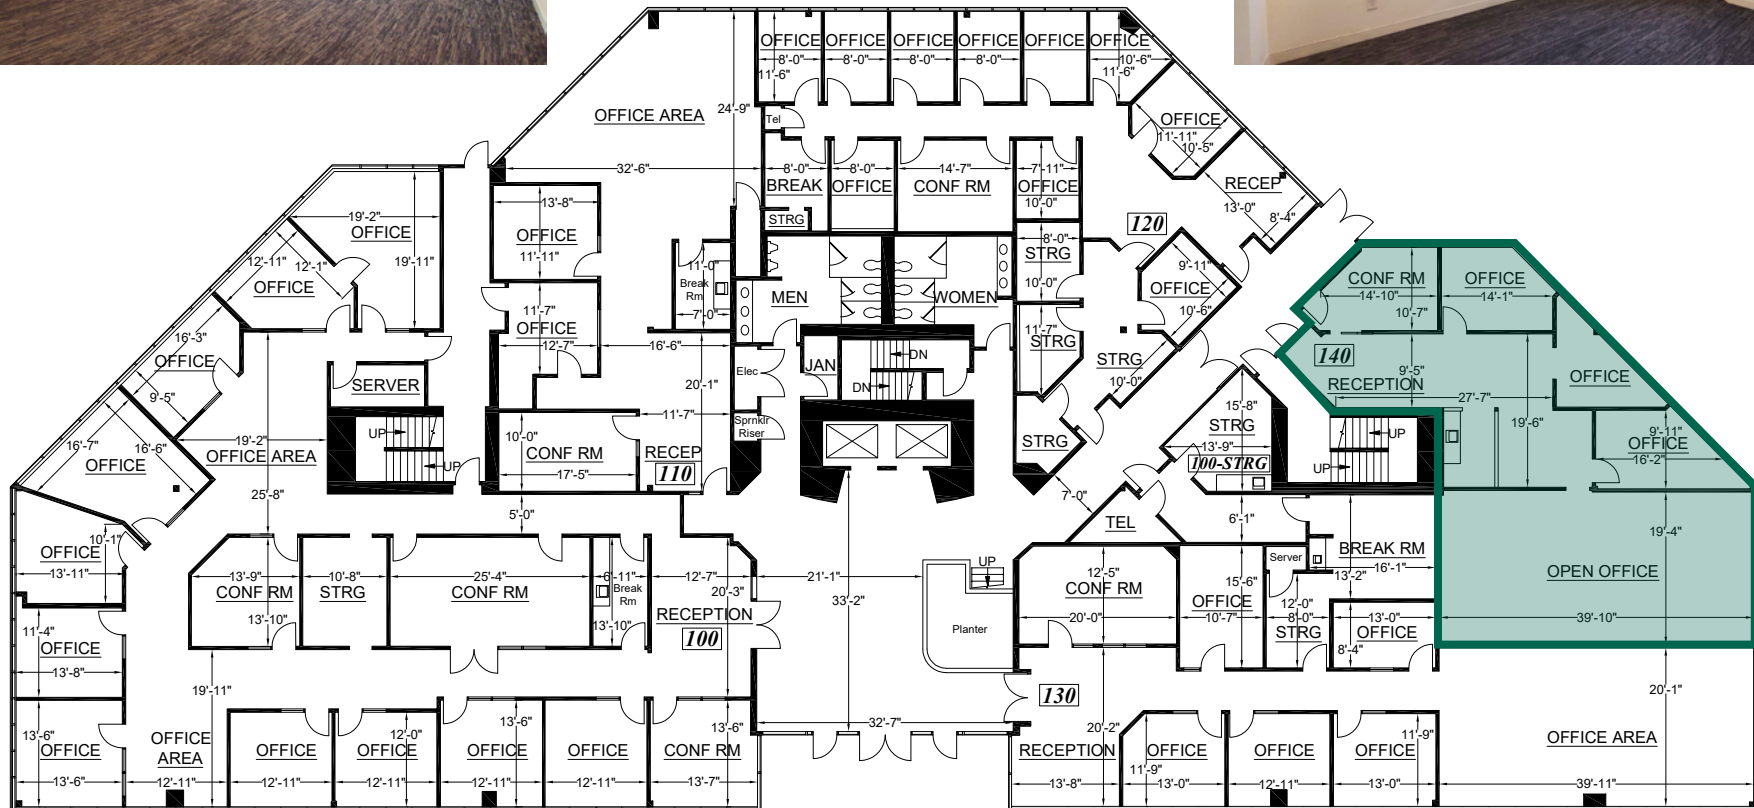 OFFICE OFFICE OFFICE OFFICE OFFICE OFFICE
8'-0" 8'-0" 8'-0" 8'-0" 10'-6"
11'-6" 11'-6"
24'-9"
OFFICE AREA
Tel
OFFICE
11'-11"
10'-5"
32'-6"
8'-0" 8'-0" 14'-7" 7'-11"
BREAK OFFICE CONF RM OFFICE
10'-0"
STRG
RECEP
13'-0"
8'-4"
120
19'-2"
OFFICE
19'-11"
13'-8"
OFFICE
11'-11"
12'-11"
12'-1"
OFFICE
11'-0"
Break
Rm
7'-0"
MEN
WOMEN
8'-0"
STRG
10'-0"
9'-11"
OFFICE
10'-6"
CONF RM
14'-10"
10'-7"
OFFICE
14'-1"
16'-3"
OFFICE
9'-5"
11'-7"
OFFICE
12'-7"
16'-6"
20'-1"
Elec
JAN
DN
DN
11'-7"
STRG
STRG
10'-0"
140
9'-5"
RECEPTION
27'-7"
OFFICE
SERVER
11'-7"
Sprnklr
Riser
15'-8"
STRG
13'-9"
100-STRG
19'-6"
9'-11"
OFFICE
16'-2"
16'-7"
16'-6"
OFFICE
19'-2"
OFFICE AREA
UP
UP
10'-0"
CONF RM
17'-5"
RECEP
110
STRG
UP
UP
25'-8"
5'-0"
7'-0"
TEL
6'-1"
19'-4"
10'-1"
OFFICE
13'-11"
13'-9"
CONF RM
13'-10"
10'-8"
STRG
25'-4"
CONF RM
6'-11"
Break
Rm
13'-10"
12'-7"
20'-3"
RECEPTION
100
21'-1"
33'-2"
UP
Planter
12'-5"
CONF RM
20'-0"
15'-6"
OFFICE
10'-7"
Server
12'-0"
8'-0"
STRG
BREAK RM
13'-2"
16'-1"
13'-0"
OFFICE
8'-4"
OPEN OFFICE
39'-10"
11'-4"
OFFICE
13'-8"
19'-11"
130
20'-1"
13'-6"
OFFICE
13'-6"
OFFICE
AREA
12'-11"
OFFICE
12'-11"
12'-0"
OFFICE
12'-11"
13'-6"
OFFICE
12'-11"
OFFICE
12'-11"
13'-6"
CONF RM
13'-7"
32'-7"
20'-2"
RECEPTION
13'-8"
OFFICE
11'-9"
13'-0"
OFFICE
12'-11"
11'-9"
OFFICE
13'-0"
OFFICE AREA
39'-11"